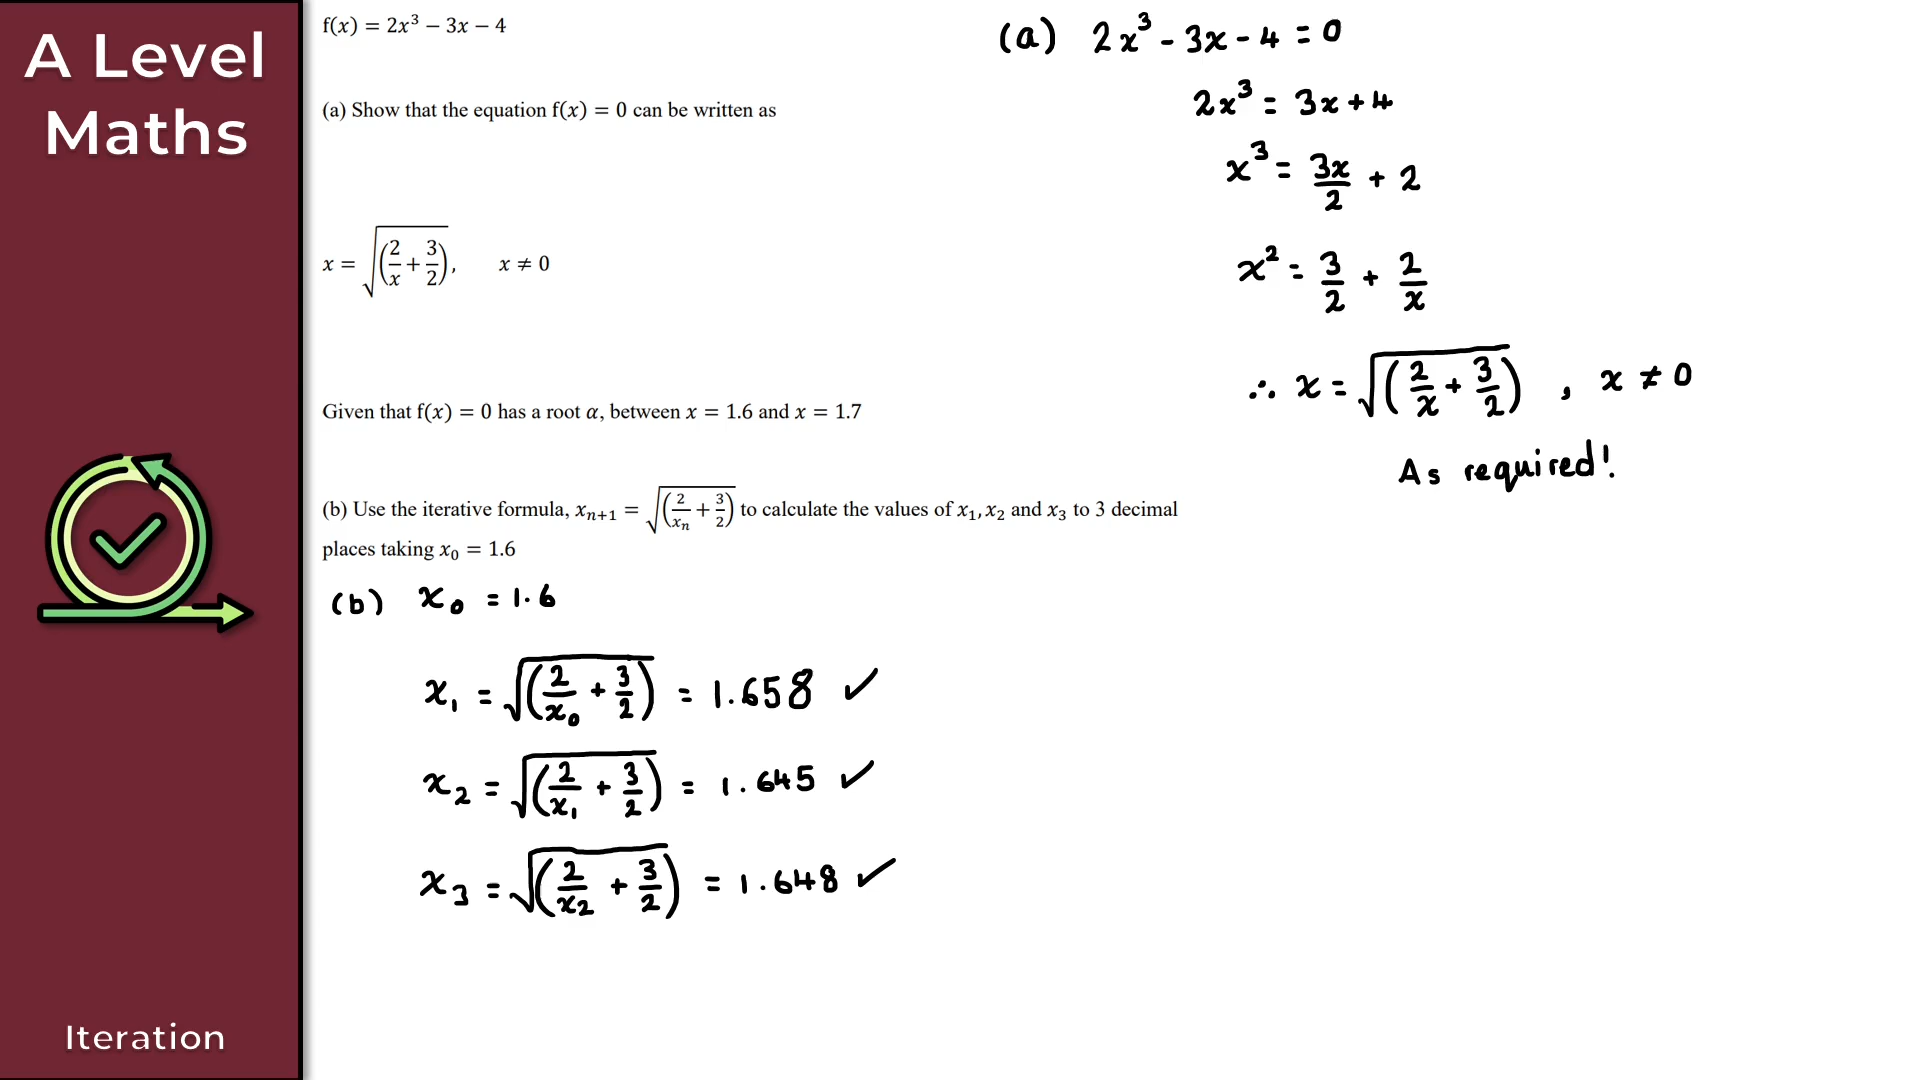 A Level
Maths
f(x) = 2x³ − 3x − 4
(a) Show that the equation f(x) = 0 can be written as
x = √(2/x + 3/2), x ≠ 0
Given that f(x) = 0 has a root α, between x = 1.6 and x = 1.7
(b) Use the iterative formula, xₙ₊₁ = √(2/xₙ + 3/2) to calculate the values of x₁, x₂ and x₃ to 3 decimal
places taking x₀ = 1.6
(a) 2x³ - 3x - 4 = 0
2x³ = 3x + 4
x³ = 3x/2 + 2
x² = 3/2 + 2/x
∴ x = √(2/x + 3/2) , x ≠ 0
As required!
(b) x₀ = 1.6
x₁ = √(2/x₀ + 3/2) = 1.658 ✓
x₂ = √(2/x₁ + 3/2) = 1.645 ✓
x₃ = √(2/x₂ + 3/2) = 1.648 ✓
Iteration